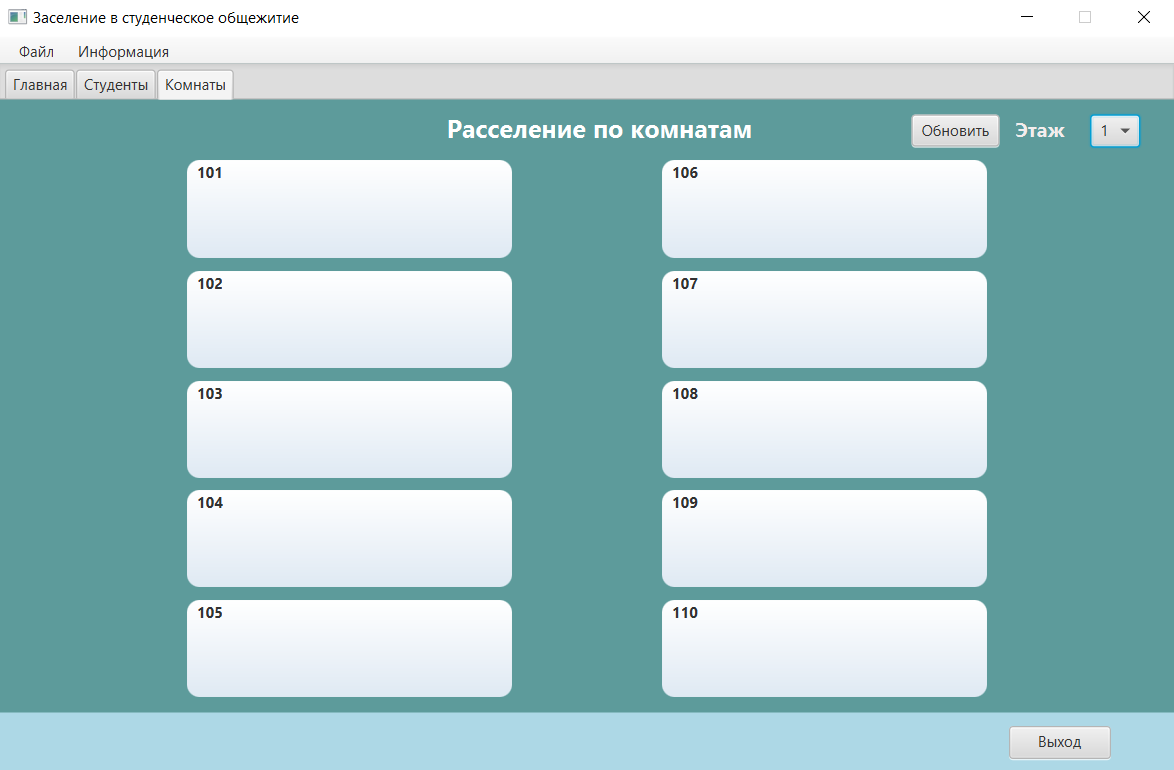 Заселение в студенческое общежитие
Файл Информация
Главная Студенты Комнаты
Расселение по комнатам Обновить Этаж 1
101 106
102 107
103 108
104 109
105 110
Выход